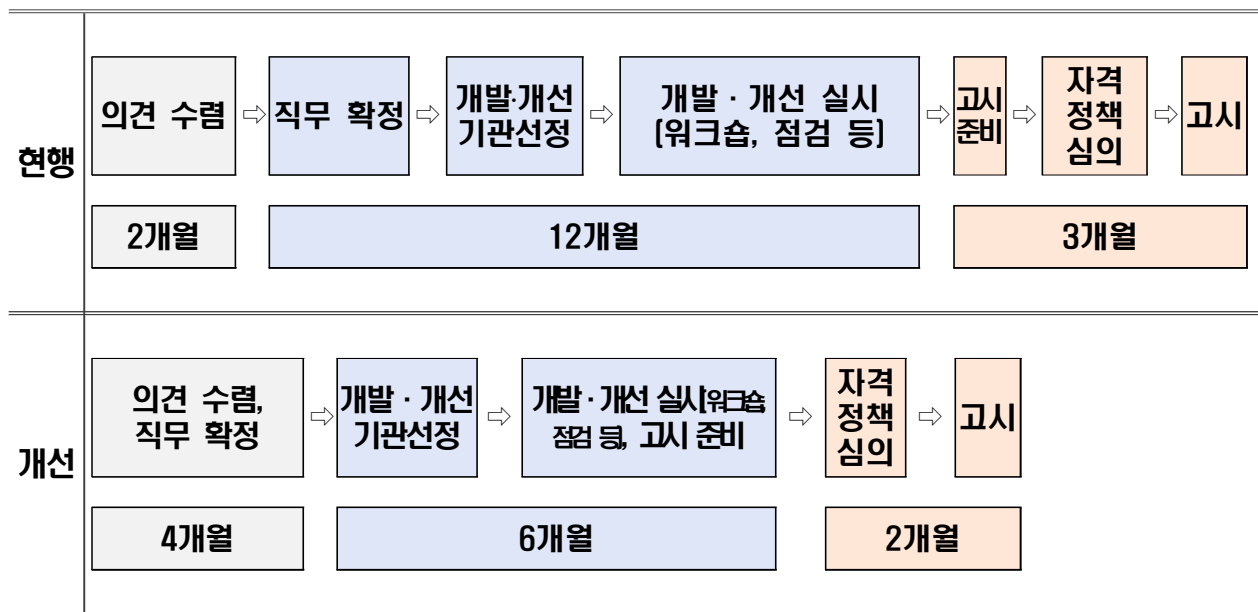 현행
의견 수렴 ⇨ 직무 확정 ⇨ 개발·개선
기관선정 ⇨ 개발 · 개선 실시
(워크숍, 점검 등) ⇨ 고시
준비 ⇨ 자격
정책
심의 ⇨ 고시
2개월 12개월 3개월
개선
의견 수렴,
직무 확정 ⇨ 개발 · 개선
기관선정 ⇨ 개발 · 개선 실시(워크숍,
점검 등), 고시 준비 ⇨ 자격
정책
심의 ⇨ 고시
4개월 6개월 2개월